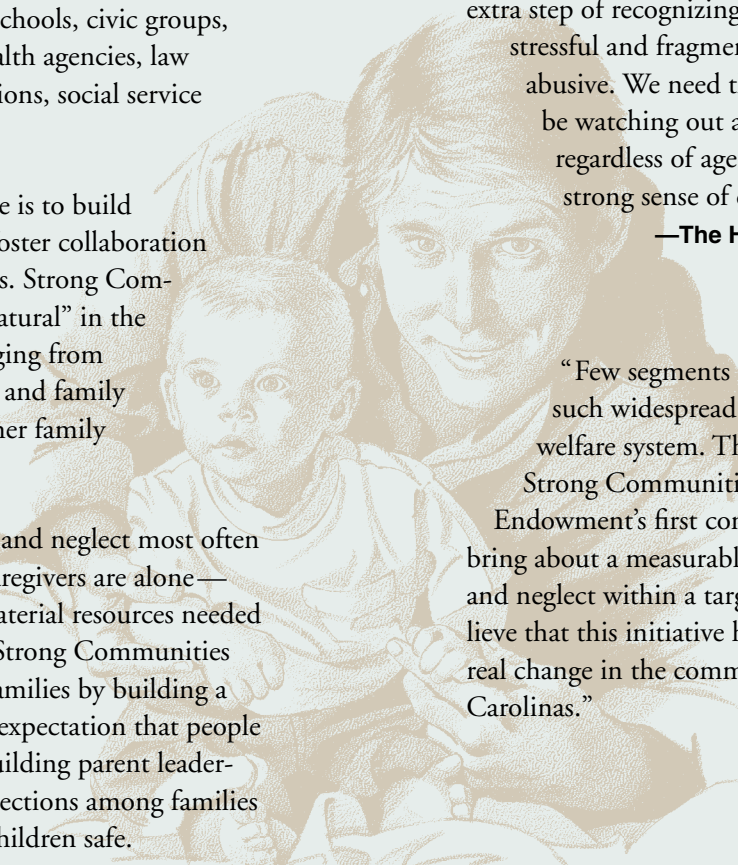 chools, civic groups,
alth agencies, law
ions, social service
e is to build
oster collaboration
s. Strong Com-
atural” in the
ging from
and family
ner family
and neglect most often
regivers are alone—
aterial resources needed
Strong Communities
amilies by building a
expectation that people
uilding parent leader-
ections among families
hildren safe.
extra step of recognizing
stressful and fragmen
abusive. We need t
be watching out a
regardless of age
strong sense of
—The H
“Few segments
such widespread
welfare system. Th
Strong Communiti
Endowment’s first con
bring about a measurabl
and neglect within a targ
lieve that this initiative h
real change in the comm
Carolinas.”